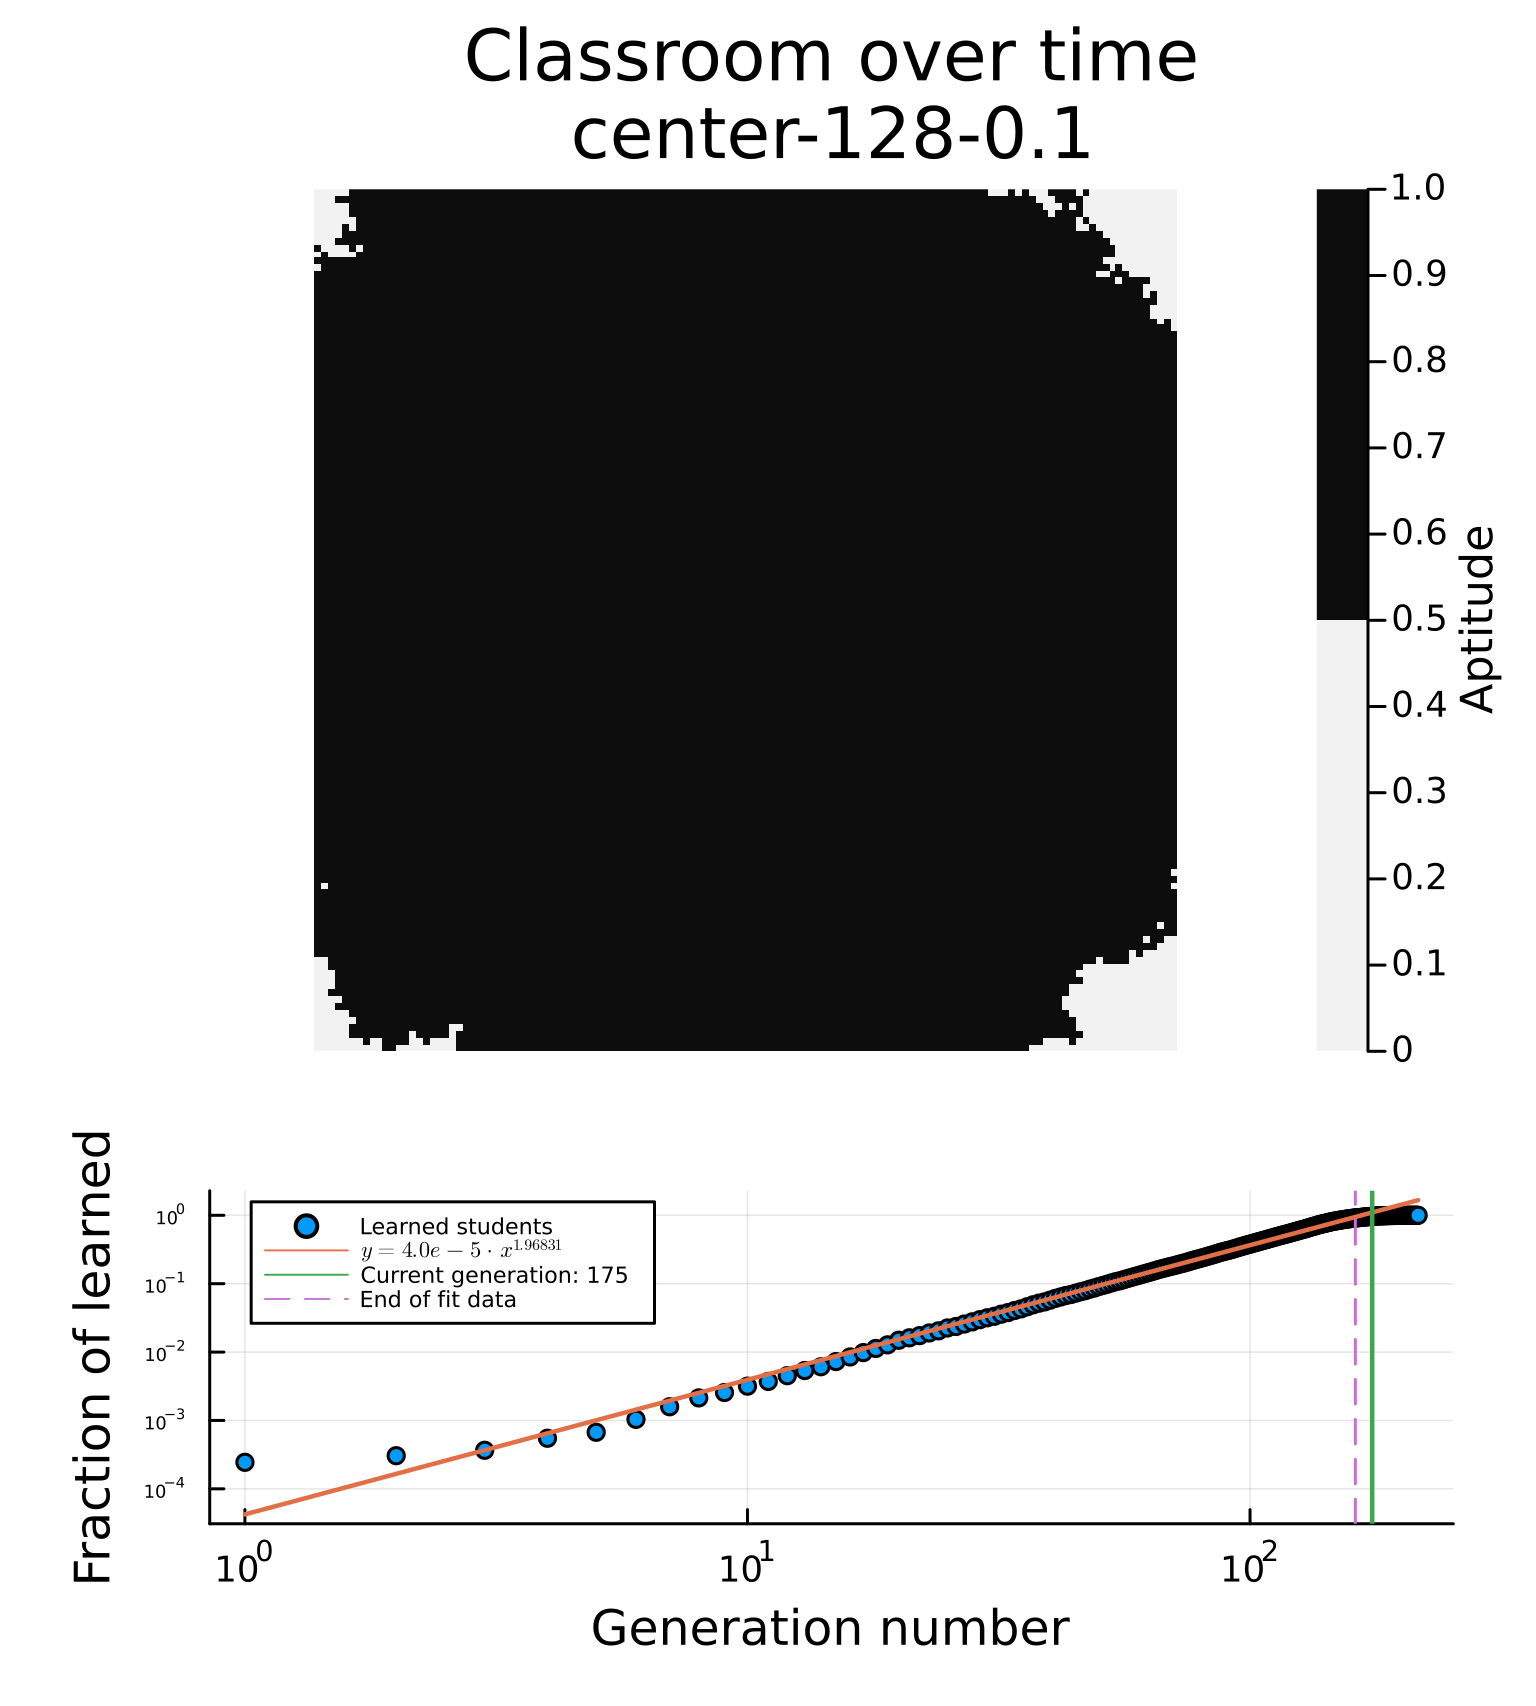 Classroom over time
center-128-0.1
1.0
0.9
0.8
0.7
0.6
0.5
0.4
0.3
0.2
0.1
0
Aptitude
Fraction of learned
10⁰
10⁻¹
10⁻²
10⁻³
10⁻⁴
Learned students
y = 4.0e − 5 · x^1.96831
Current generation: 175
End of fit data
10⁰ 10¹ 10²
Generation number